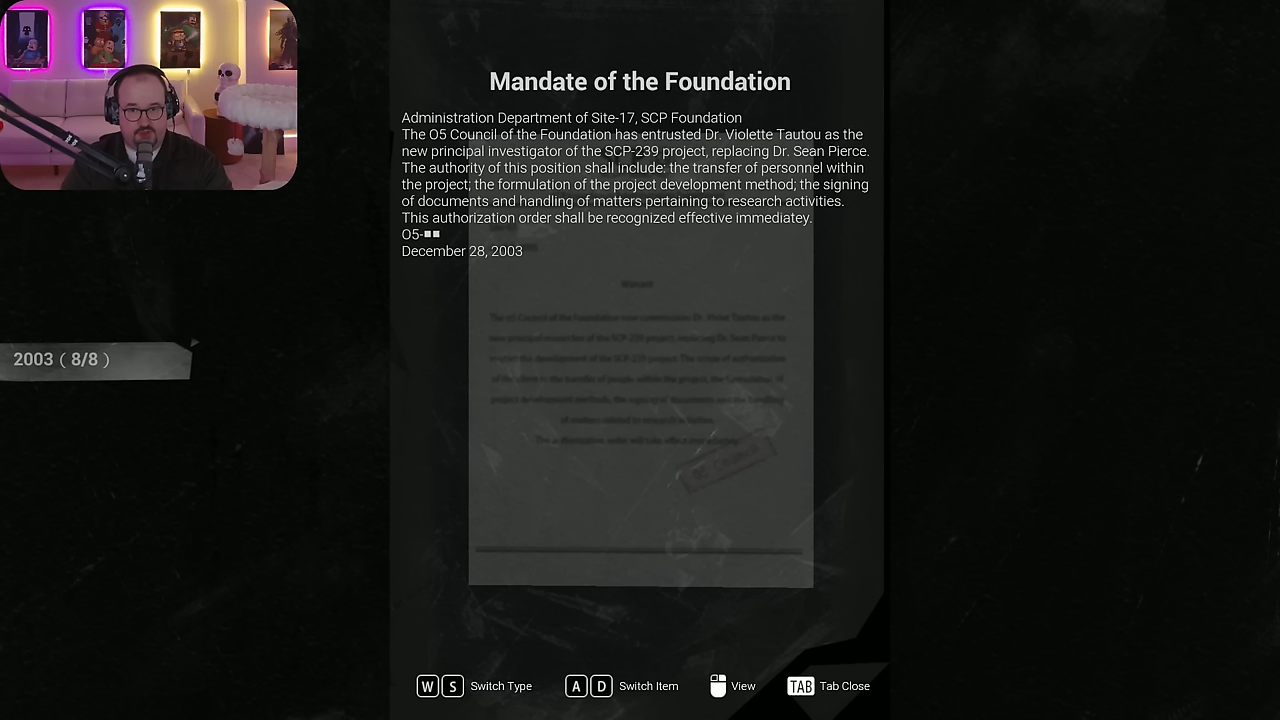 Mandate of the Foundation
Administration Department of Site-17, SCP Foundation
The O5 Council of the Foundation has entrusted Dr. Violette Tautou as the
new principal investigator of the SCP-239 project, replacing Dr. Sean Pierce.
The authority of this position shall include: the transfer of personnel within
the project; the formulation of the project development method; the signing
of documents and handling of matters pertaining to research activities.
This authorization order shall be recognized effective immediatey.
O5-■■
December 28, 2003
2003 ( 8/8 )
W S Switch Type
A D Switch Item
View
TAB Tab Close